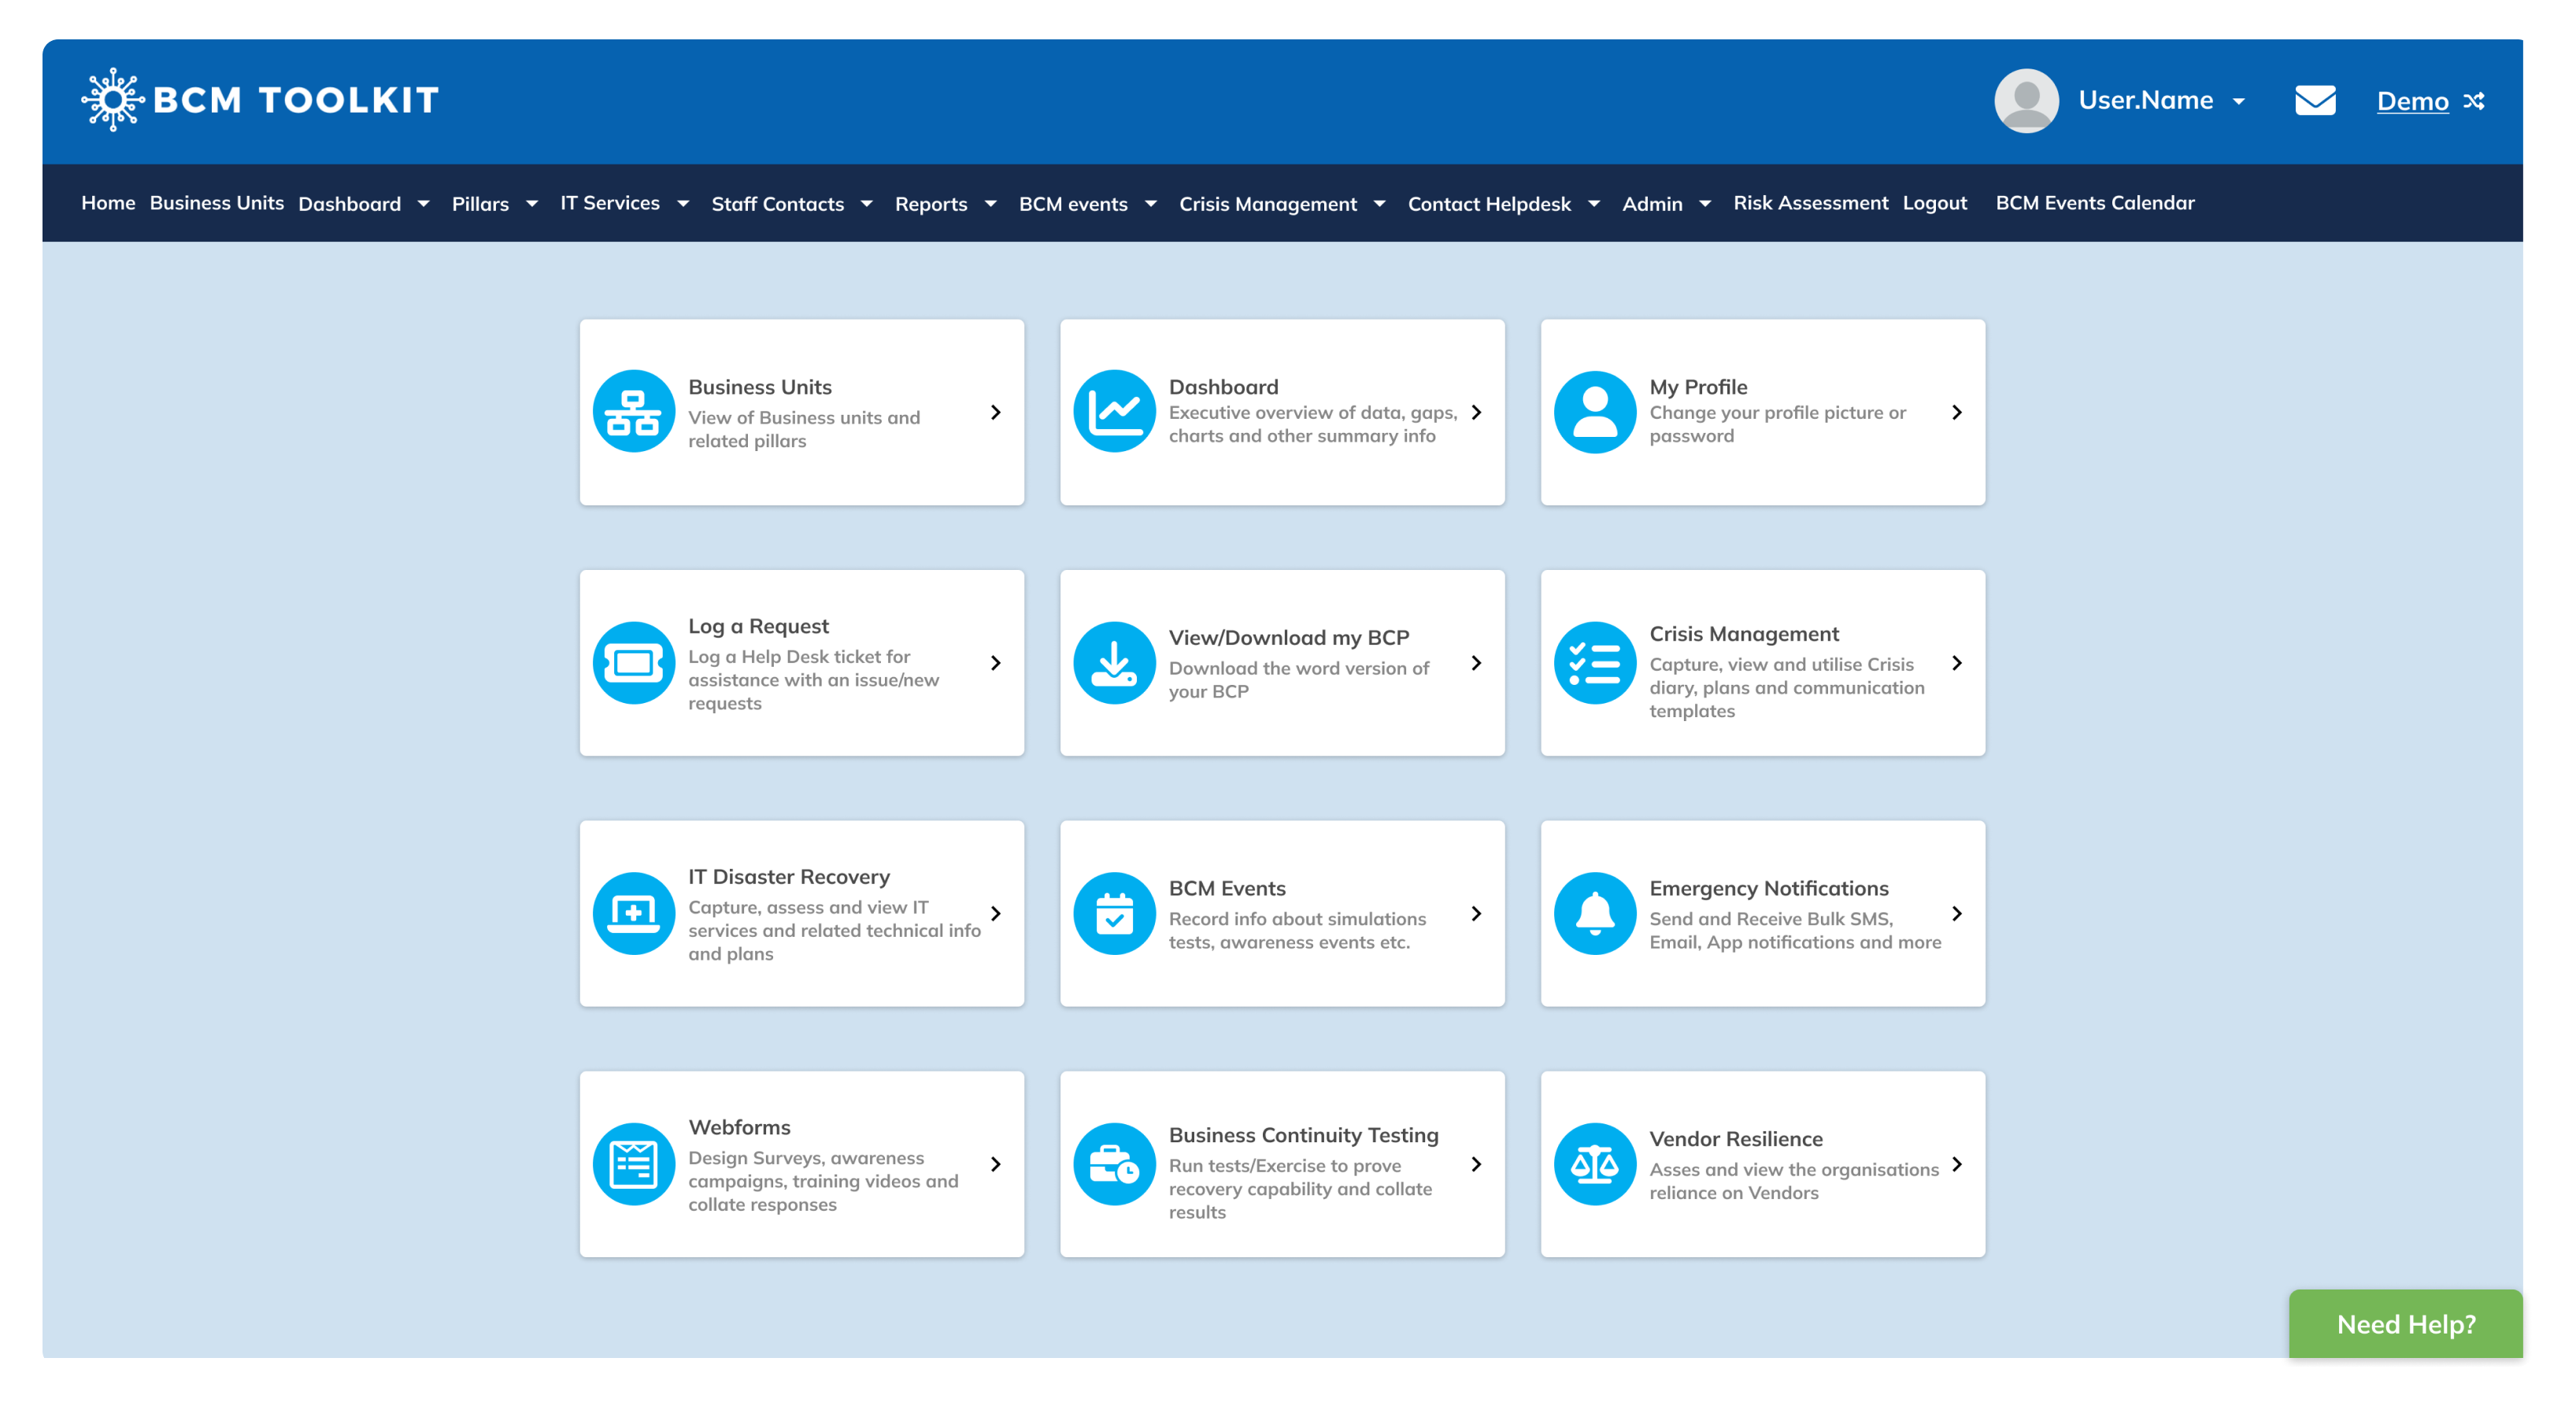 BCM TOOLKIT
User.Name
Demo
Home Business Units Dashboard Pillars IT Services Staff Contacts Reports BCM events Crisis Management Contact Helpdesk Admin Risk Assessment Logout BCM Events Calendar
Business Units
View of Business units and
related pillars
Dashboard
Executive overview of data, gaps,
charts and other summary info
My Profile
Change your profile picture or
password
Log a Request
Log a Help Desk ticket for
assistance with an issue/new
requests
View/Download my BCP
Download the word version of
your BCP
Crisis Management
Capture, view and utilise Crisis
diary, plans and communication
templates
IT Disaster Recovery
Capture, assess and view IT
services and related technical info
and plans
BCM Events
Record info about simulations
tests, awareness events etc.
Emergency Notifications
Send and Receive Bulk SMS,
Email, App notifications and more
Webforms
Design Surveys, awareness
campaigns, training videos and
collate responses
Business Continuity Testing
Run tests/Exercise to prove
recovery capability and collate
results
Vendor Resilience
Asses and view the organisations
reliance on Vendors
Need Help?